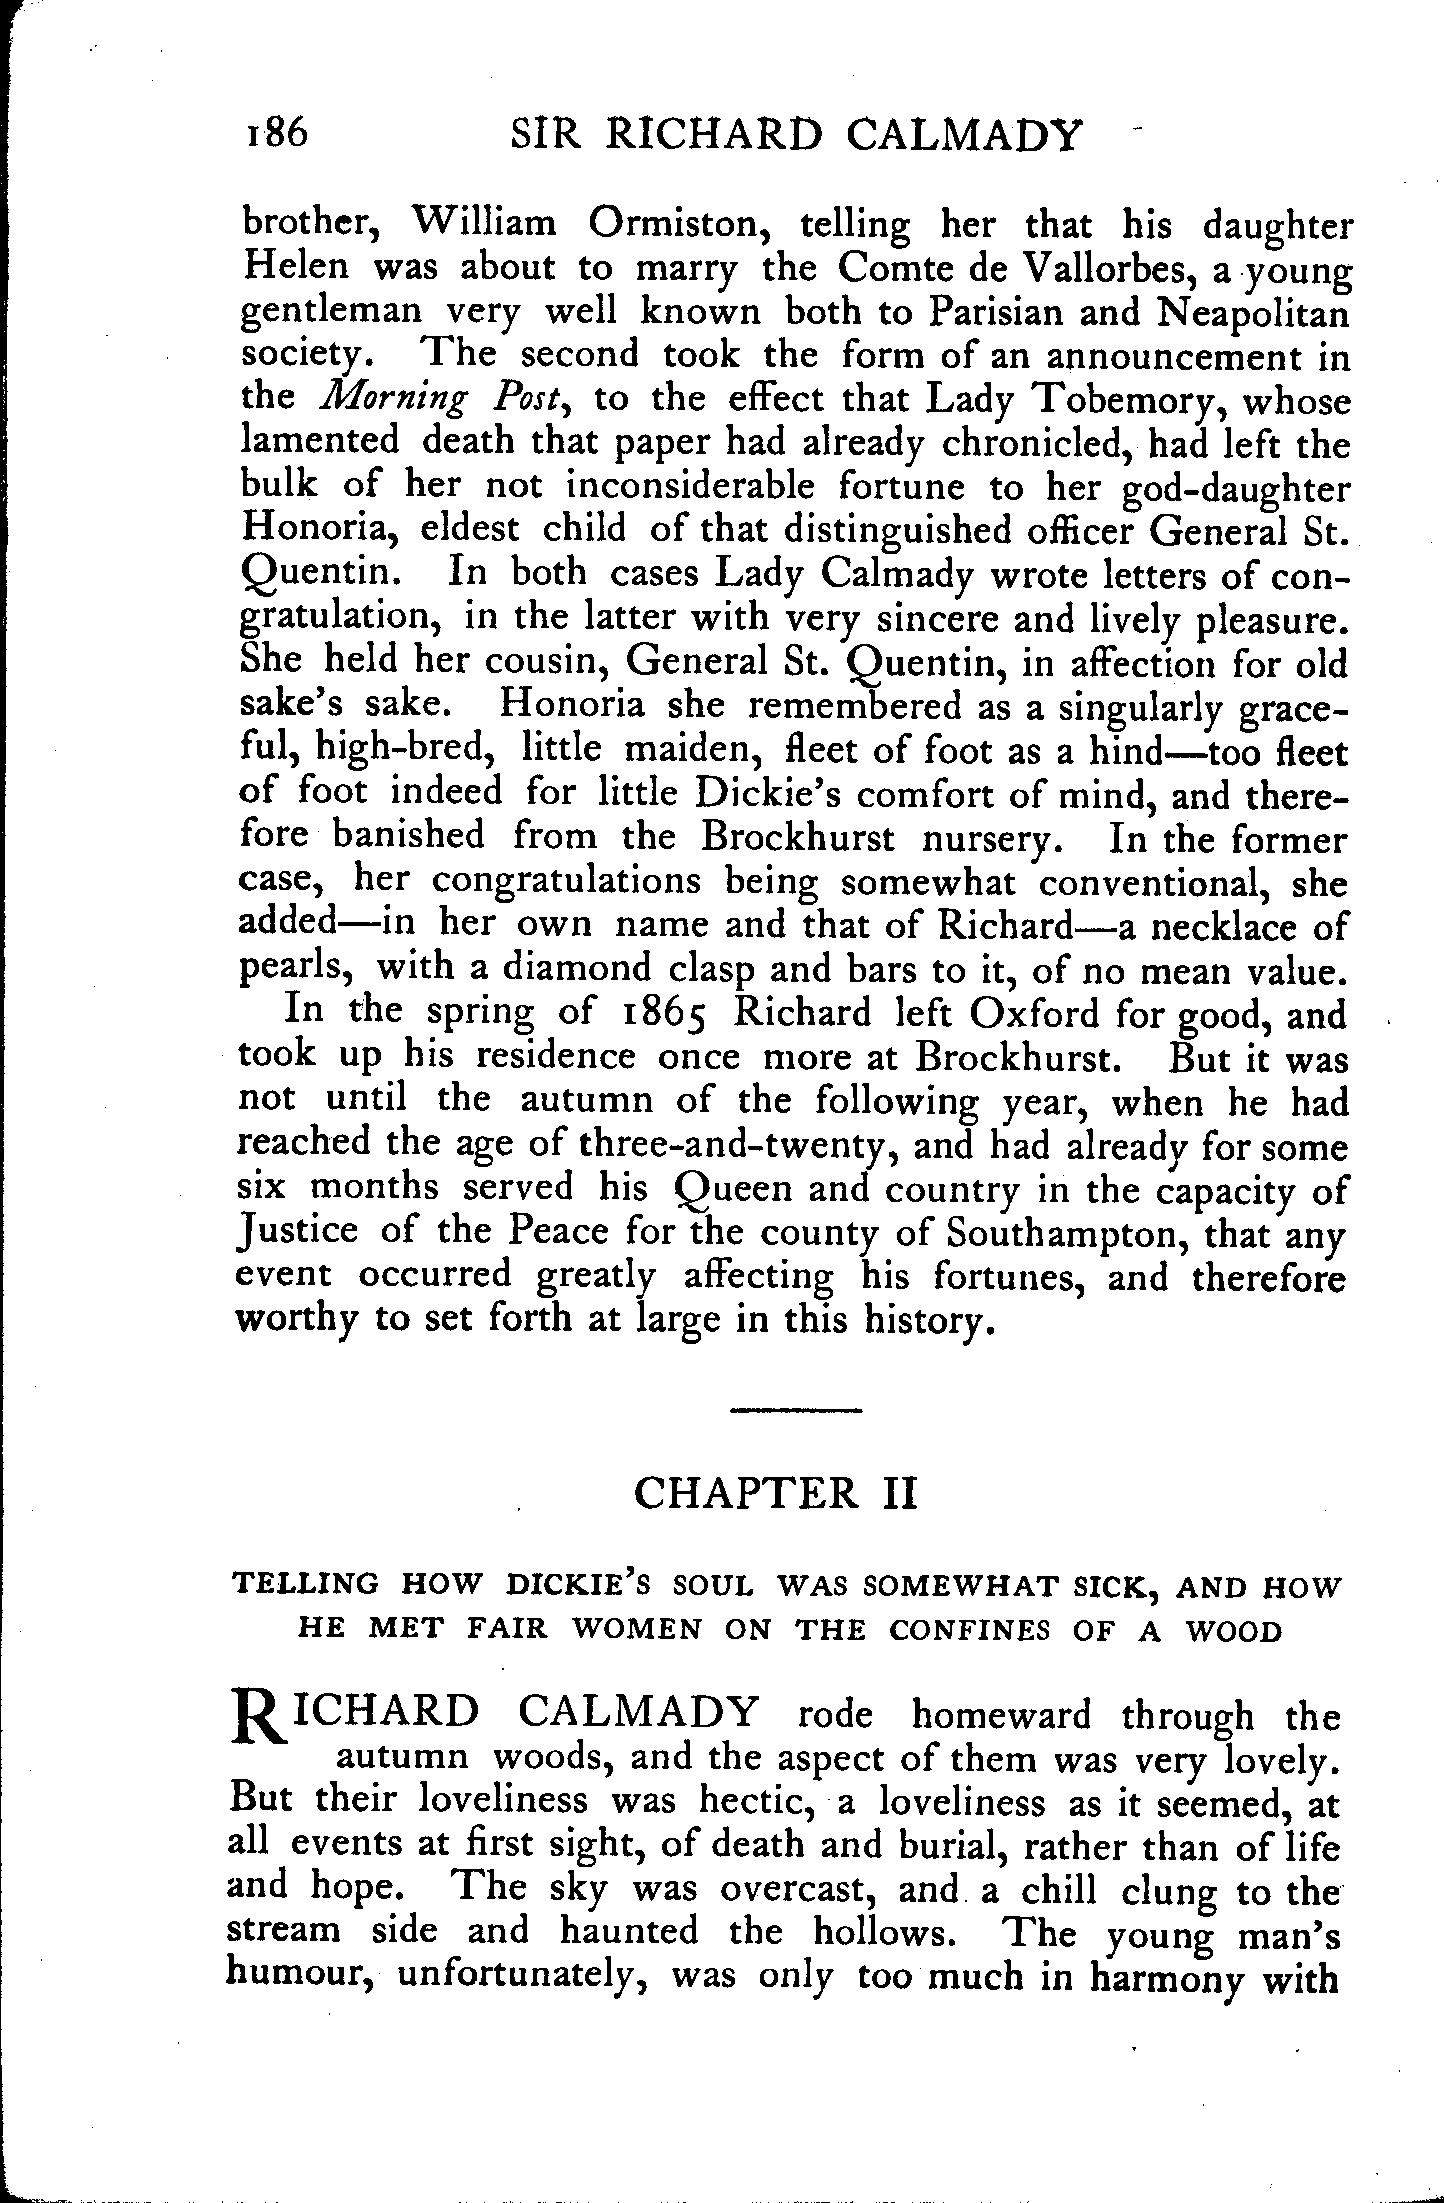 186 SIR RICHARD CALMADY
brother, William Ormiston, telling her that his daughter
Helen was about to marry the Comte de Vallorbes, a young
gentleman very well known both to Parisian and Neapolitan
society. The second took the form of an announcement in
the Morning Post, to the effect that Lady Tobemory, whose
lamented death that paper had already chronicled, had left the
bulk of her not inconsiderable fortune to her god-daughter
Honoria, eldest child of that distinguished officer General St.
Quentin. In both cases Lady Calmady wrote letters of con-
gratulation, in the latter with very sincere and lively pleasure.
She held her cousin, General St. Quentin, in affection for old
sake's sake. Honoria she remembered as a singularly grace-
ful, high-bred, little maiden, fleet of foot as a hind—too fleet
of foot indeed for little Dickie's comfort of mind, and there-
fore banished from the Brockhurst nursery. In the former
case, her congratulations being somewhat conventional, she
added—in her own name and that of Richard—a necklace of
pearls, with a diamond clasp and bars to it, of no mean value.
In the spring of 1865 Richard left Oxford for good, and
took up his residence once more at Brockhurst. But it was
not until the autumn of the following year, when he had
reached the age of three-and-twenty, and had already for some
six months served his Queen and country in the capacity of
Justice of the Peace for the county of Southampton, that any
event occurred greatly affecting his fortunes, and therefore
worthy to set forth at large in this history.
CHAPTER II
TELLING HOW DICKIE'S SOUL WAS SOMEWHAT SICK, AND HOW
HE MET FAIR WOMEN ON THE CONFINES OF A WOOD
RICHARD CALMADY rode homeward through the
autumn woods, and the aspect of them was very lovely.
But their loveliness was hectic, a loveliness as it seemed, at
all events at first sight, of death and burial, rather than of life
and hope. The sky was overcast, and a chill clung to the
stream side and haunted the hollows. The young man's
humour, unfortunately, was only too much in harmony with